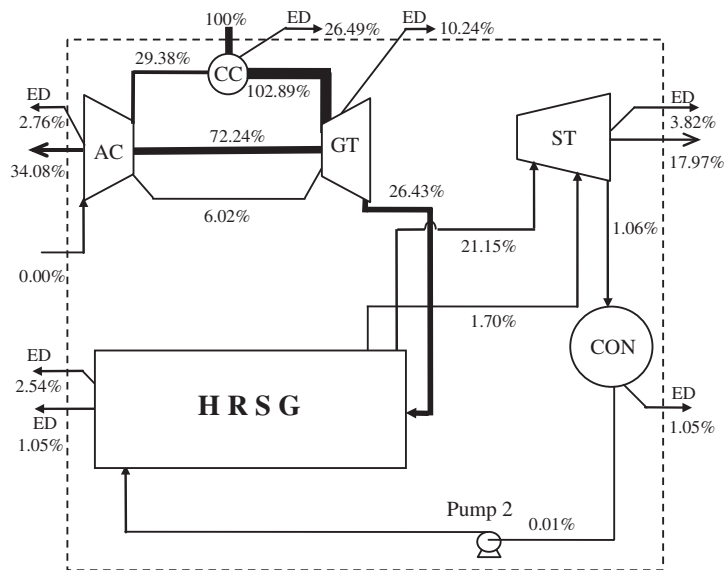 100%
ED
26.49%
ED
10.24%
29.38%
CC
102.89%
ED
2.76%
ED
3.82%
AC
72.24%
GT
ST
34.08%
17.97%
26.43%
6.02%
21.15%
1.06%
0.00%
1.70%
CON
ED
2.54%
H R S G
ED
1.05%
ED
1.05%
Pump 2
0.01%